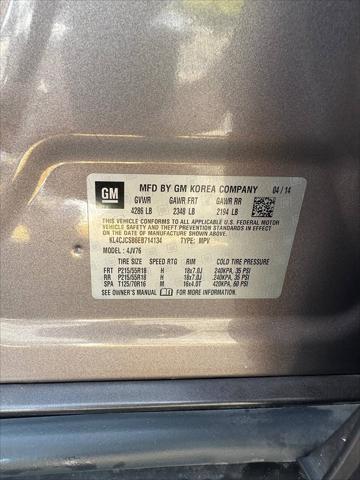 GM
MFD BY GM KOREA COMPANY 04 / 14
GVWR GAWR FRT GAWR RR
4286 LB 2348 LB 2194 LB
THIS VEHICLE CONFORMS TO ALL APPLICABLE U.S. FEDERAL MOTOR
VEHICLE SAFETY, BUMPER, AND THEFT PREVENTION STANDARDS IN
EFFECT ON THE DATE OF MANUFACTURE SHOWN ABOVE.
KL4CJCSB6EB714134 TYPE: MPV
MODEL : 4JV76
TIRE SIZE SPEED RTG RIM COLD TIRE PRESSURE
FRT P215/55R18 H 18x7.0J 240KPA, 35 PSI
RR P215/55R18 H 18x7.0J 240KPA, 35 PSI
SPA T125/70R16 M 16x4.0T 420KPA, 60 PSI
SEE OWNER'S MANUAL